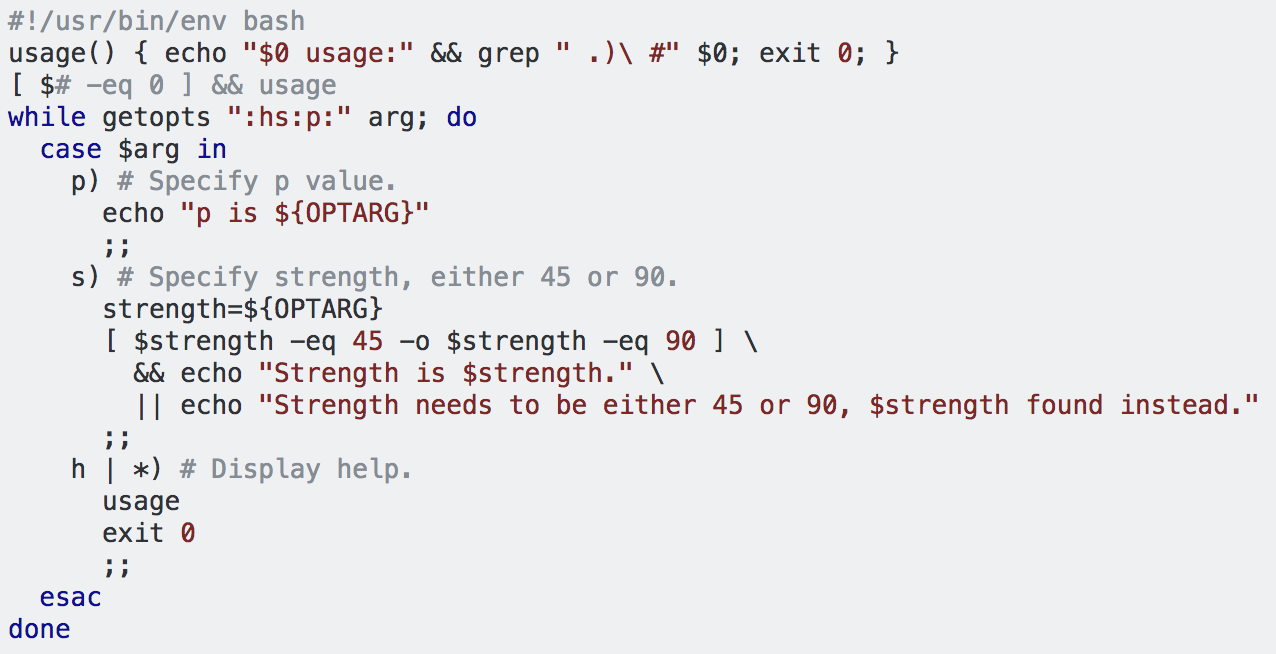 #!/usr/bin/env bash
usage() { echo "$0 usage:" && grep " .)\ #" $0; exit 0; }
[ $# -eq 0 ] && usage
while getopts ":hs:p:" arg; do
  case $arg in
    p) # Specify p value.
      echo "p is ${OPTARG}"
      ;;
    s) # Specify strength, either 45 or 90.
      strength=${OPTARG}
      [ $strength -eq 45 -o $strength -eq 90 ] \
        && echo "Strength is $strength." \
        || echo "Strength needs to be either 45 or 90, $strength found instead."
      ;;
    h | *) # Display help.
      usage
      exit 0
      ;;
  esac
done